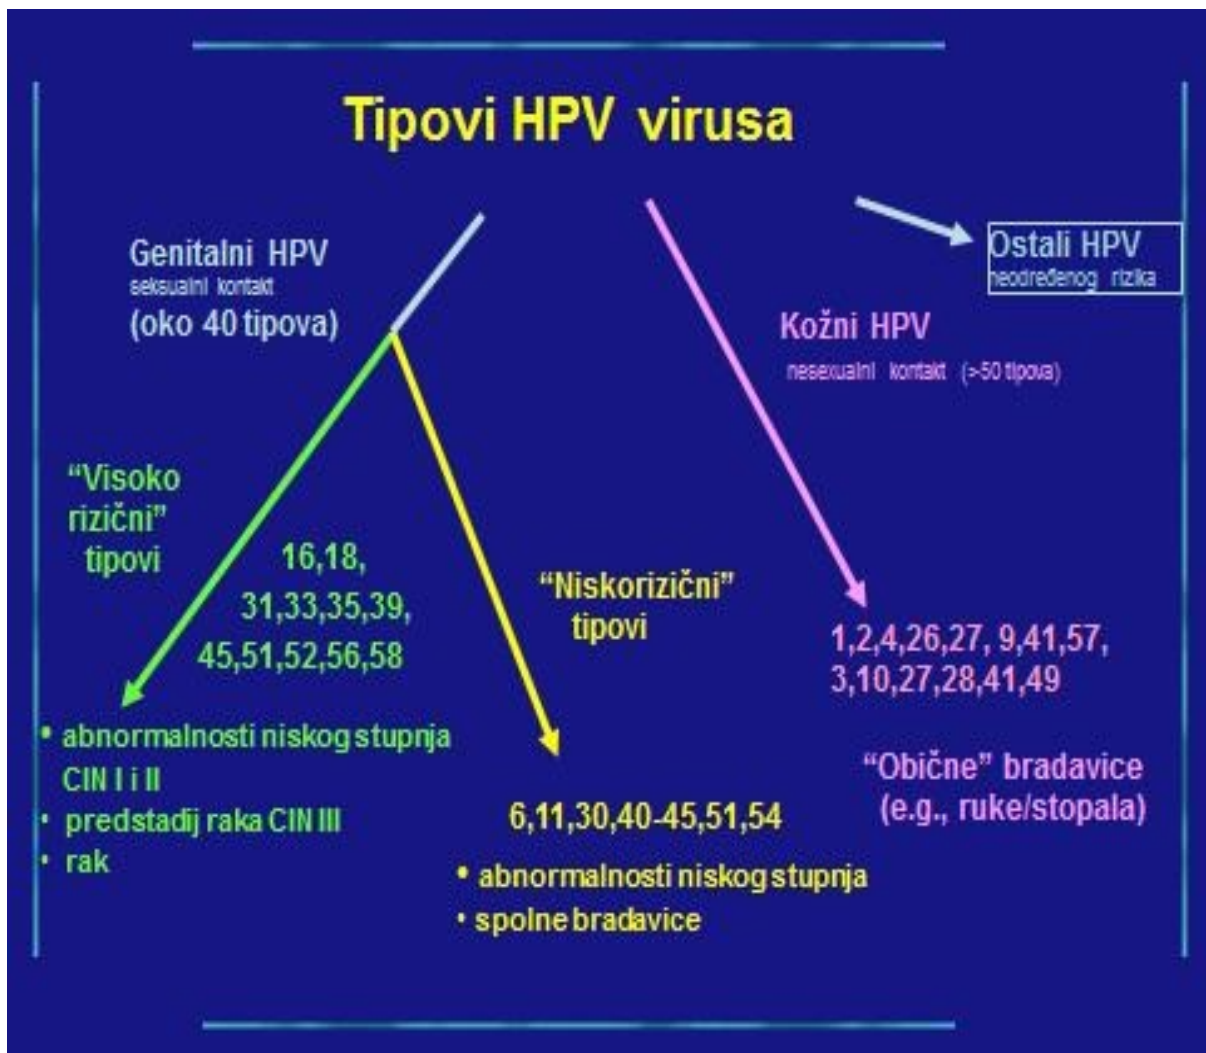 Tipovi HPV virusa
Genitalni HPV
seksualni kontakt
(oko 40 tipova)
Ostali HPV
neodređenog rizika
Kožni HPV
nesexualni kontakt (>50 tipova)
“Visoko
rizični”
tipovi
16,18,
31,33,35,39,
45,51,52,56,58
“Niskorizični”
tipovi
1,2,4,26,27, 9,41,57,
3,10,27,28,41,49
• abnormalnosti niskog stupnja
CIN I i II
• predstadij raka CIN III
• rak
“Obične” bradavice
(e.g., ruke/stopala)
6,11,30,40-45,51,54
• abnormalnosti niskog stupnja
• spolne bradavice